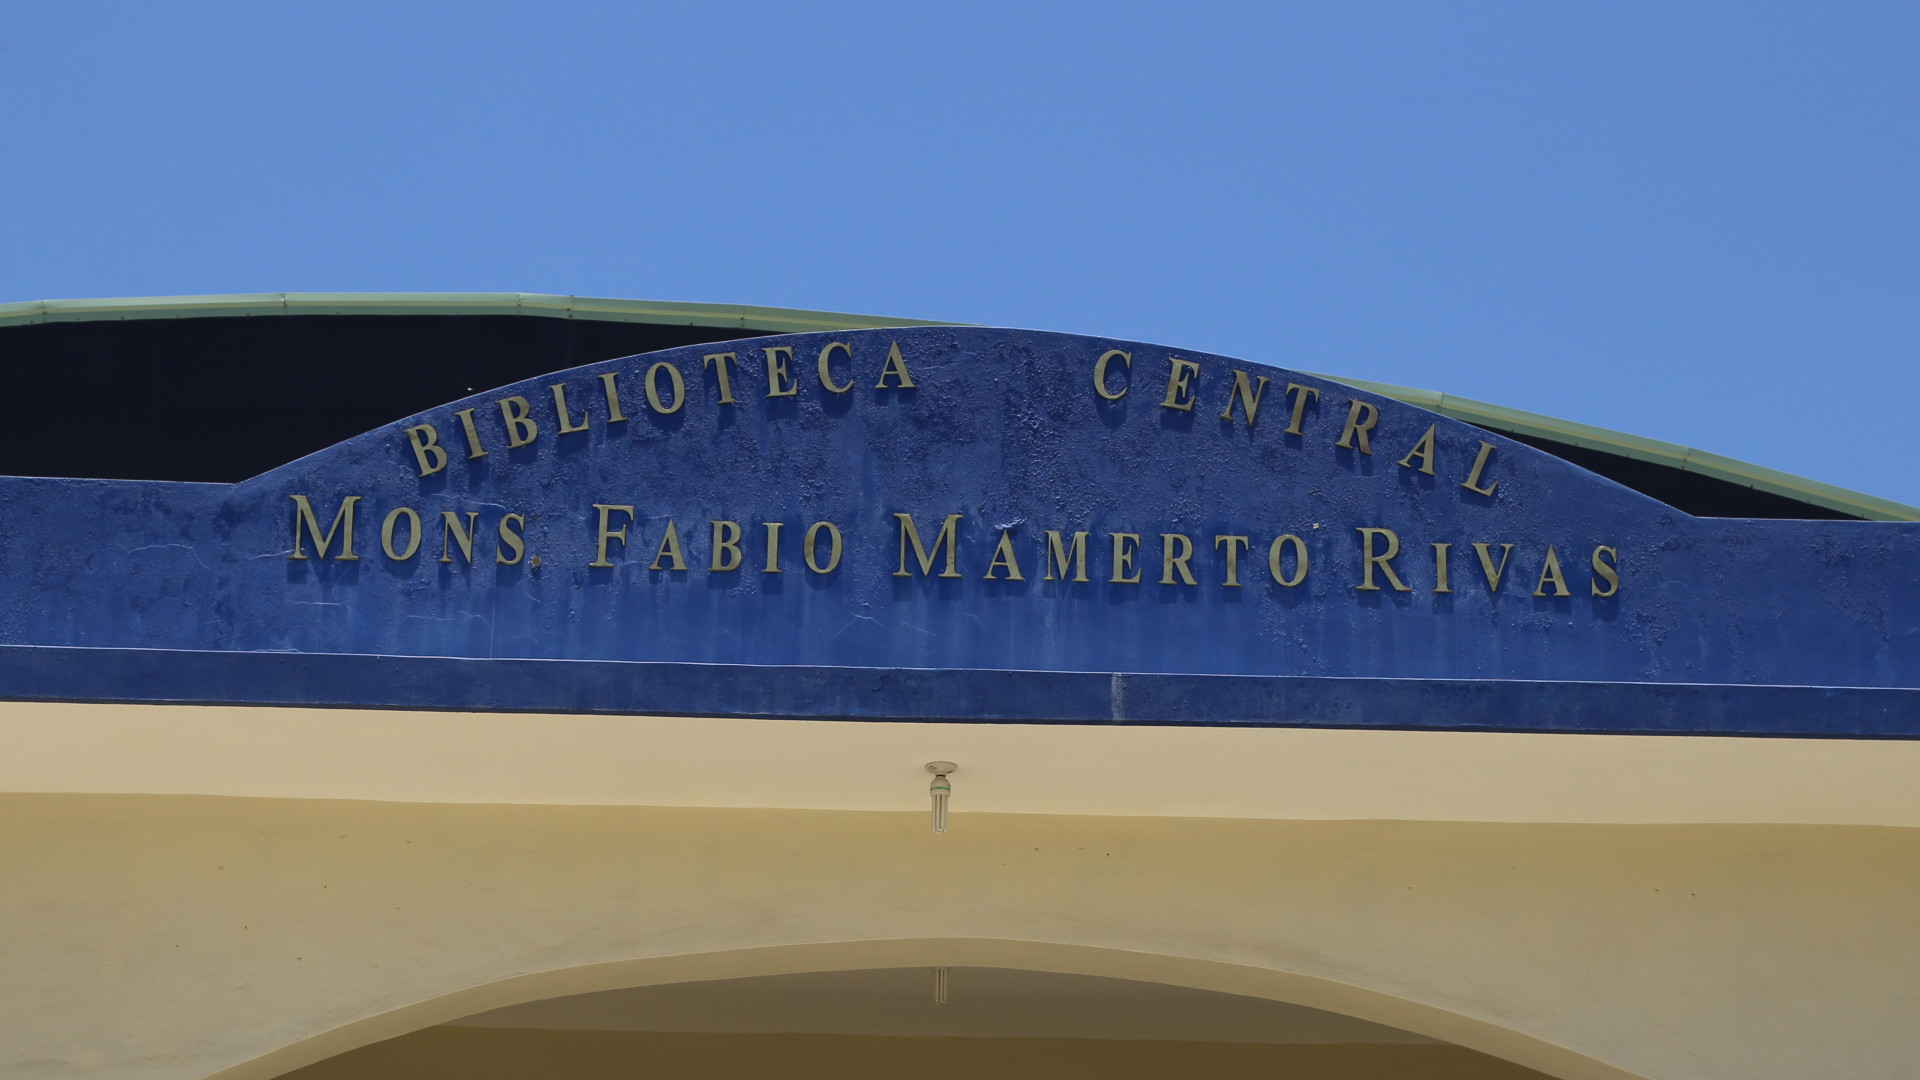 BIBLIOTECA CENTRAL
MONS. FABIO MAMERTO RIVAS